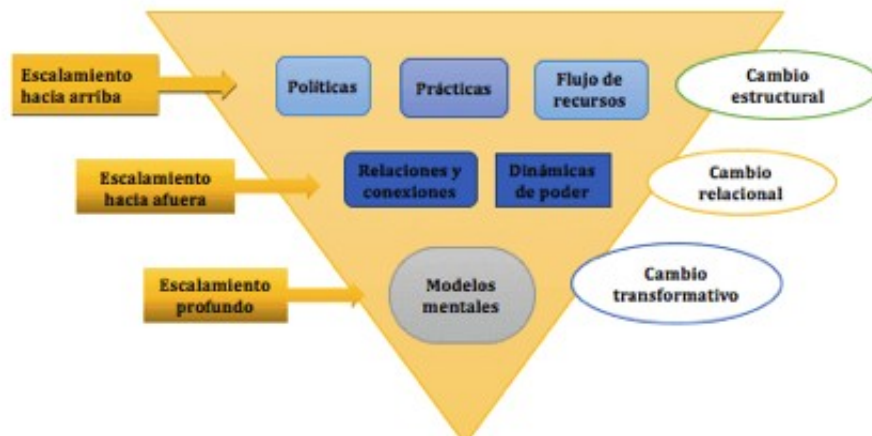 Escalamiento
hacia arriba
Políticas
Prácticas
Flujo de
recursos
Cambio
estructural
Escalamiento
hacia afuera
Relaciones y
conexiones
Dinámicas
de poder
Cambio
relacional
Escalamiento
profundo
Modelos
mentales
Cambio
transformativo